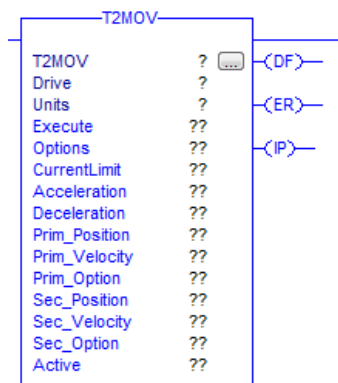 T2MOV
T2MOV ? ... (DF)
Drive ?
Units ? (ER)
Execute ??
Options ?? (IP)
CurrentLimit ??
Acceleration ??
Deceleration ??
Prim_Position ??
Prim_Velocity ??
Prim_Option ??
Sec_Position ??
Sec_Velocity ??
Sec_Option ??
Active ??